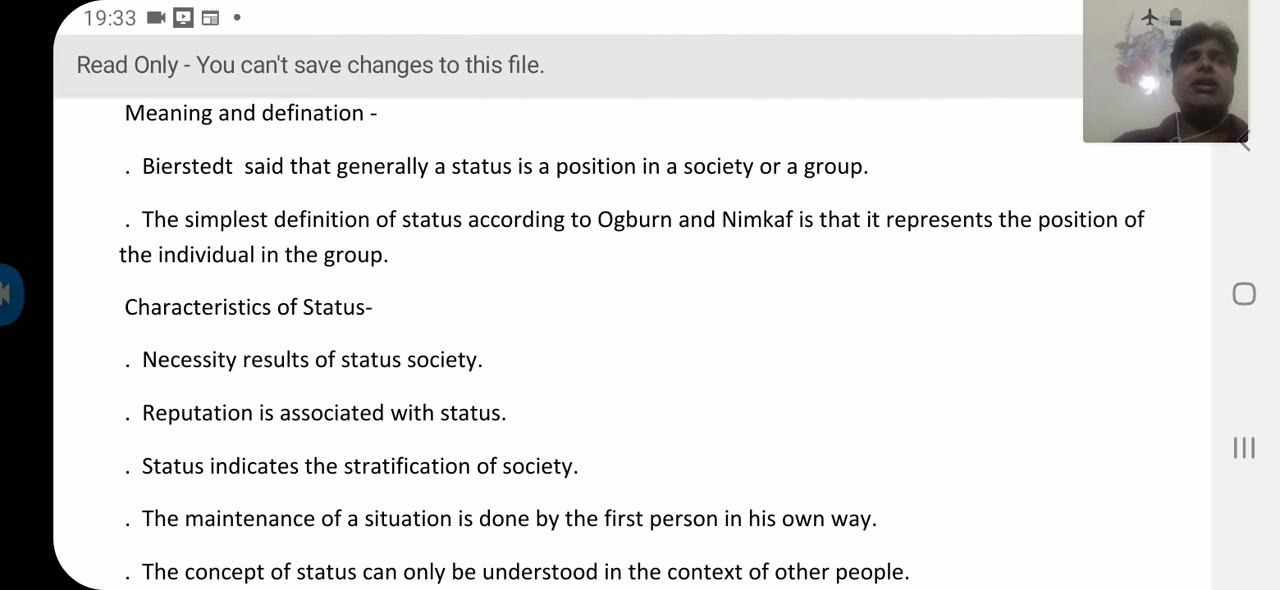 19:33
Read Only - You can't save changes to this file.
Meaning and defination -
. Bierstedt said that generally a status is a position in a society or a group.
. The simplest definition of status according to Ogburn and Nimkaf is that it represents the position of
the individual in the group.
Characteristics of Status-
. Necessity results of status society.
. Reputation is associated with status.
. Status indicates the stratification of society.
. The maintenance of a situation is done by the first person in his own way.
. The concept of status can only be understood in the context of other people.